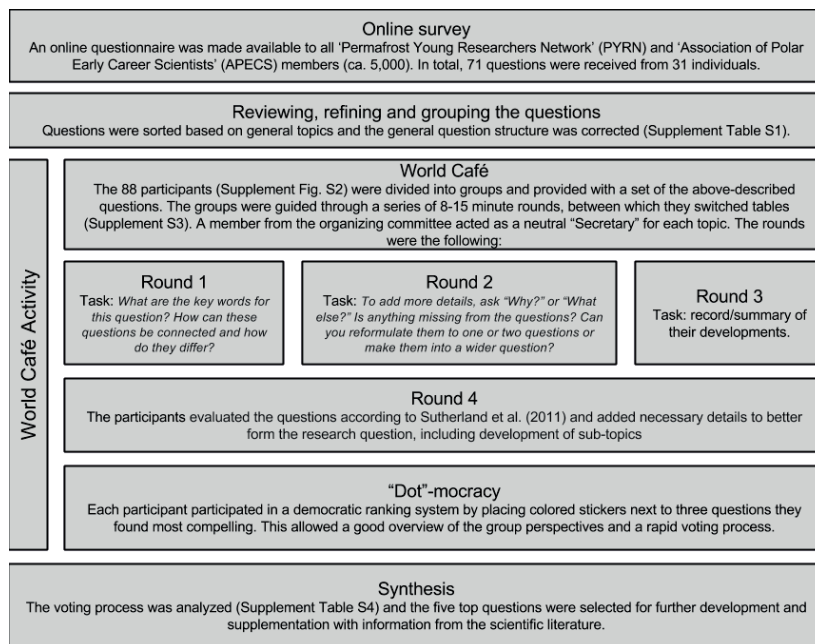 Online survey
An online questionnaire was made available to all ‘Permafrost Young Researchers Network’ (PYRN) and ‘Association of Polar
Early Career Scientists’ (APECS) members (ca. 5,000). In total, 71 questions were received from 31 individuals.
Reviewing, refining and grouping the questions
Questions were sorted based on general topics and the general question structure was corrected (Supplement Table S1).
World Café Activity
World Café
The 88 participants (Supplement Fig. S2) were divided into groups and provided with a set of the above-described
questions. The groups were guided through a series of 8-15 minute rounds, between which they switched tables
(Supplement S3). A member from the organizing committee acted as a neutral “Secretary” for each topic. The rounds
were the following:
Round 1
Task: What are the key words for
this question? How can these
questions be connected and how
do they differ?
Round 2
Task: To add more details, ask “Why?” or “What
else?” Is anything missing from the questions? Can
you reformulate them to one or two questions or
make them into a wider question?
Round 3
Task: record/summary of
their developments.
Round 4
The participants evaluated the questions according to Sutherland et al. (2011) and added necessary details to better
form the research question, including development of sub-topics
“Dot”-mocracy
Each participant participated in a democratic ranking system by placing colored stickers next to three questions they
found most compelling. This allowed a good overview of the group perspectives and a rapid voting process.
Synthesis
The voting process was analyzed (Supplement Table S4) and the five top questions were selected for further development and
supplementation with information from the scientific literature.